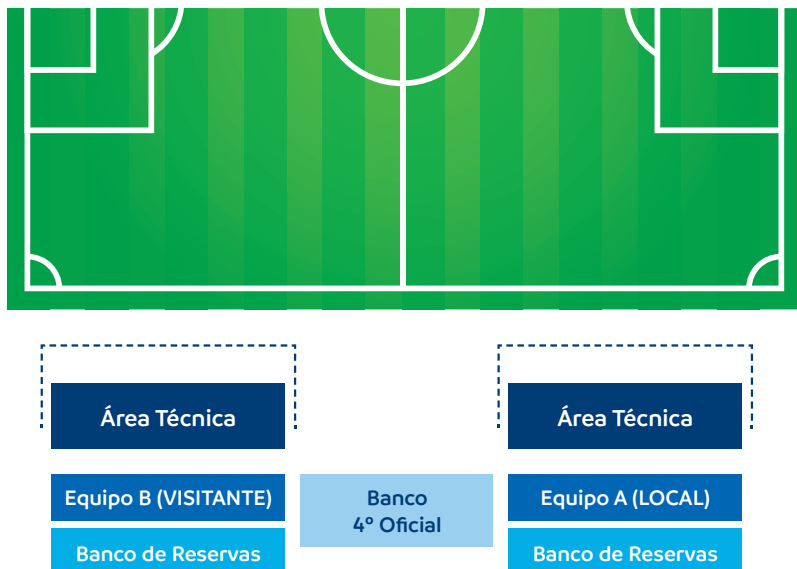 Área Técnica
Área Técnica
Equipo B (VISITANTE)
Banco
4º Oficial
Equipo A (LOCAL)
Banco de Reservas
Banco de Reservas